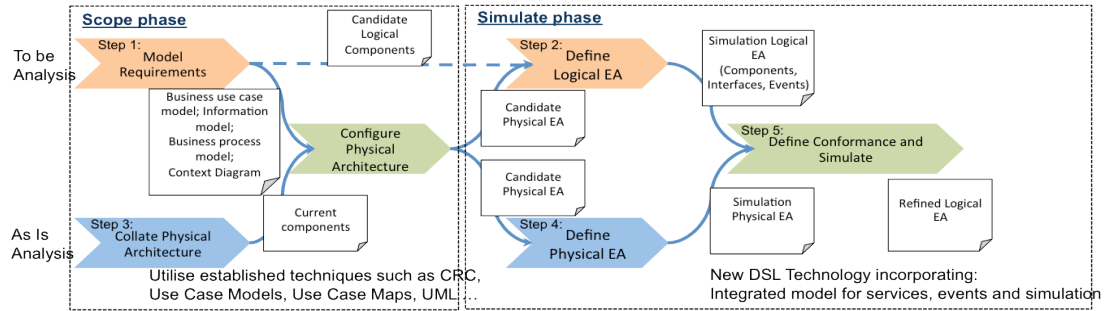 Scope phase
Simulate phase
To be
Analysis
Step 1:
Model
Requirements
Candidate
Logical
Components
Step 2:
Define
Logical EA
Simulation Logical
EA
(Components,
Interfaces, Events)
Business use case
model; Information
model;
Business process
model;
Context Diagram
Configure
Physical
Architecture
Candidate
Physical EA
Step 5:
Define Conformance and
Simulate
Candidate
Physical EA
As Is
Analysis
Step 3:
Collate Physical
Architecture
Current
components
Step 4:
Define
Physical EA
Simulation
Physical EA
Refined Logical
EA
Utilise established techniques such as CRC,
Use Case Models, Use Case Maps, UML ...
New DSL Technology incorporating:
Integrated model for services, events and simulation